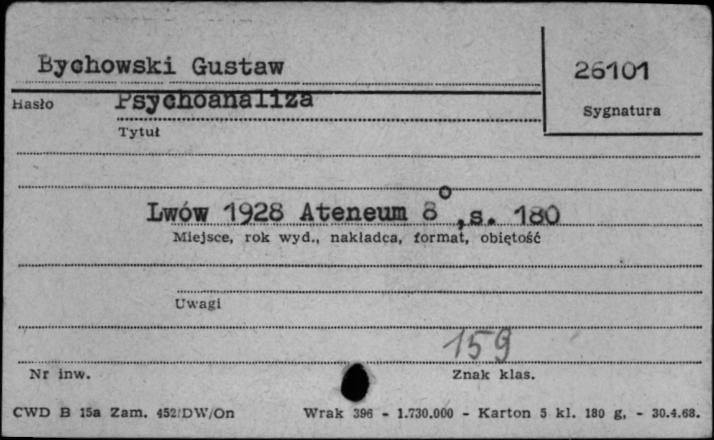 Bychowski Gustaw
26101
Hasło Psychoanaliza
Sygnatura
Tytuł
Lwów 1928 Ateneum 8°, s. 180
Miejsce, rok wyd., nakładca, format, obiętość
Uwagi
159
Nr inw. Znak klas.
CWD B 15a Zam. 452/DW/On Wrak 396 - 1.730.000 - Karton 5 kl. 180 g, - 30.4.68.